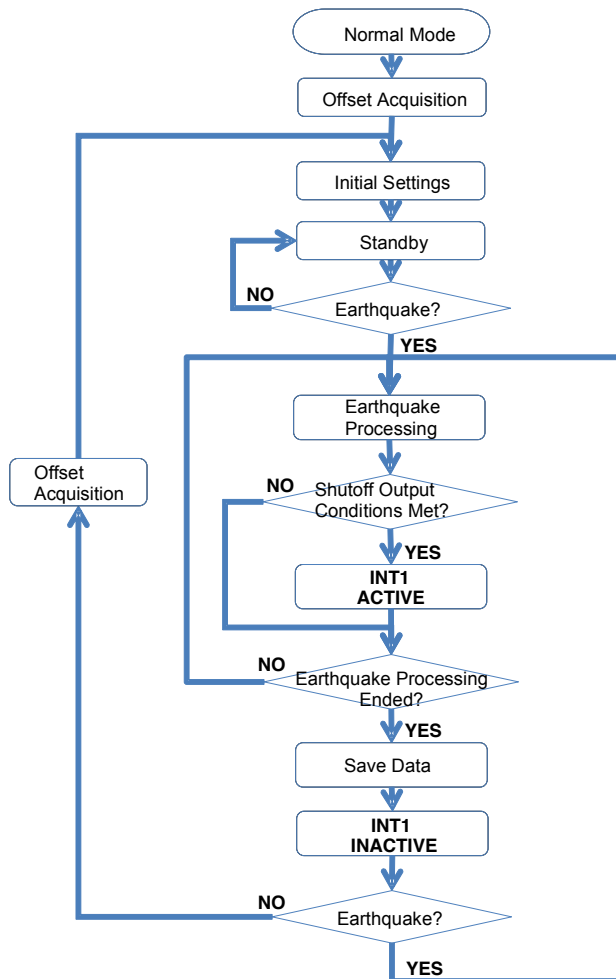 Normal Mode
Offset Acquisition
Initial Settings
Standby
NO
Earthquake?
YES
Earthquake
Processing
Offset
Acquisition
NO
Shutoff Output
Conditions Met?
YES
INT1
ACTIVE
NO
Earthquake Processing
Ended?
YES
Save Data
INT1
INACTIVE
NO
Earthquake?
YES